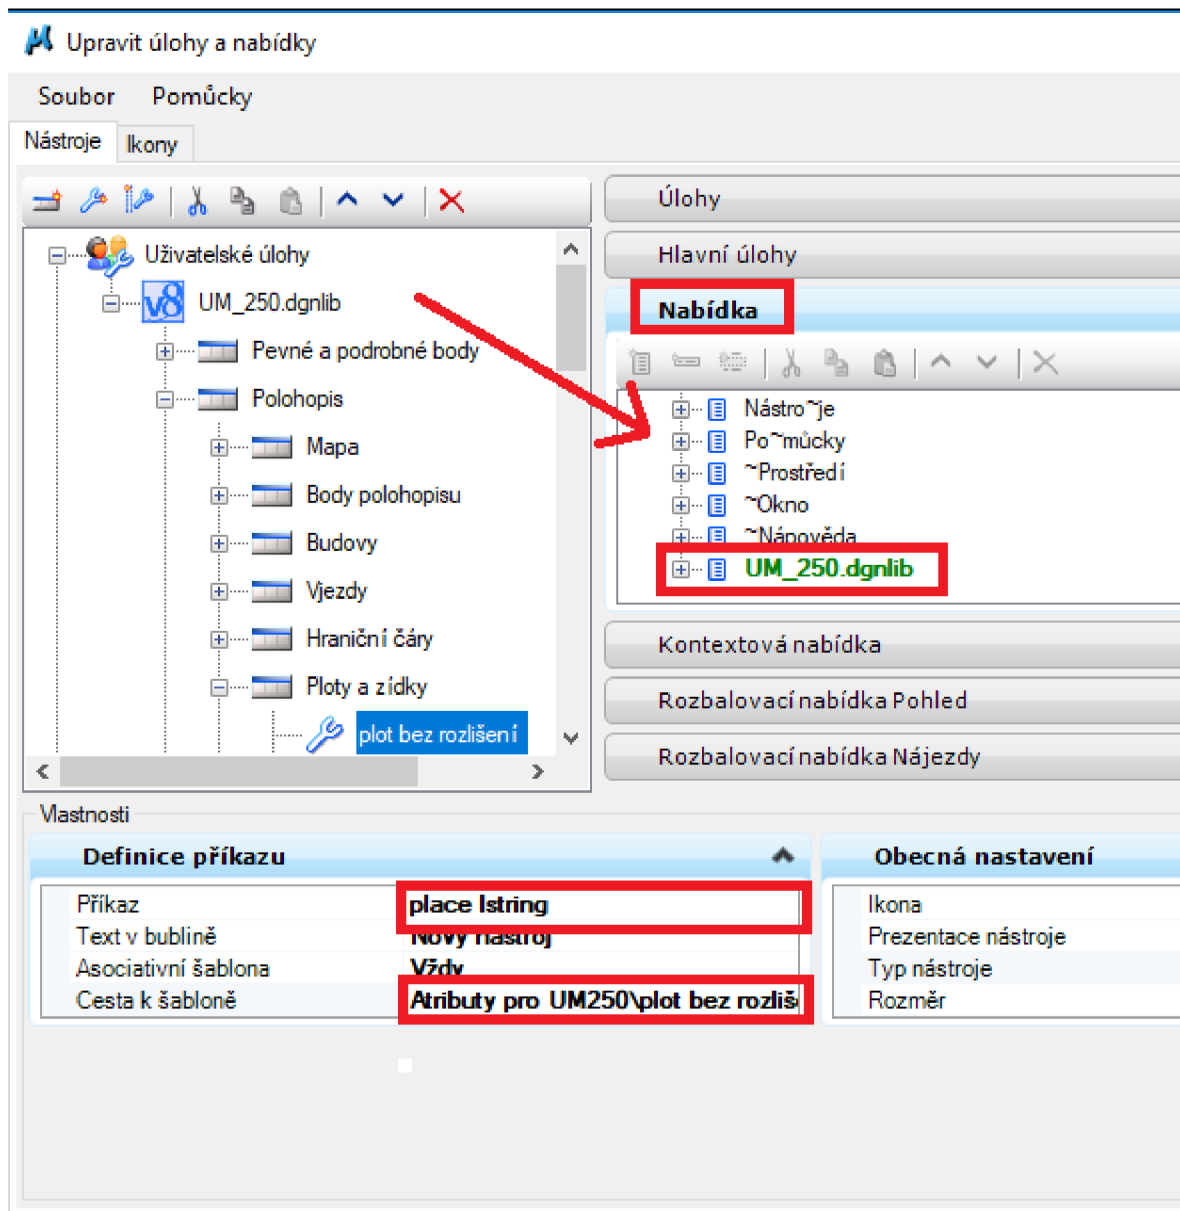 Upravit úlohy a nabídky
Soubor Pomůcky
Nástroje Ikony
Uživatelské úlohy
v8 UM_250.dgnlib
Pevné a podrobné body
Polohopis
Mapa
Body polohopisu
Budovy
Vjezdy
Hraniční čáry
Ploty a zídky
plot bez rozlišení
Úlohy
Hlavní úlohy
Nabídka
Nástro~je
Po~můcky
~Prostředí
~Okno
~Nápověda
UM_250.dgnlib
Kontextová nabídka
Rozbalovací nabídka Pohled
Rozbalovací nabídka Nájezdy
Vlastnosti
Definice příkazu
Příkaz place lstring
Text v bublině Nový nástroj
Asociativní šablona Vždy
Cesta k šabloně Atributy pro UM250\plot bez rozliš
Obecná nastavení
Ikona
Prezentace nástroje
Typ nástroje
Rozměr